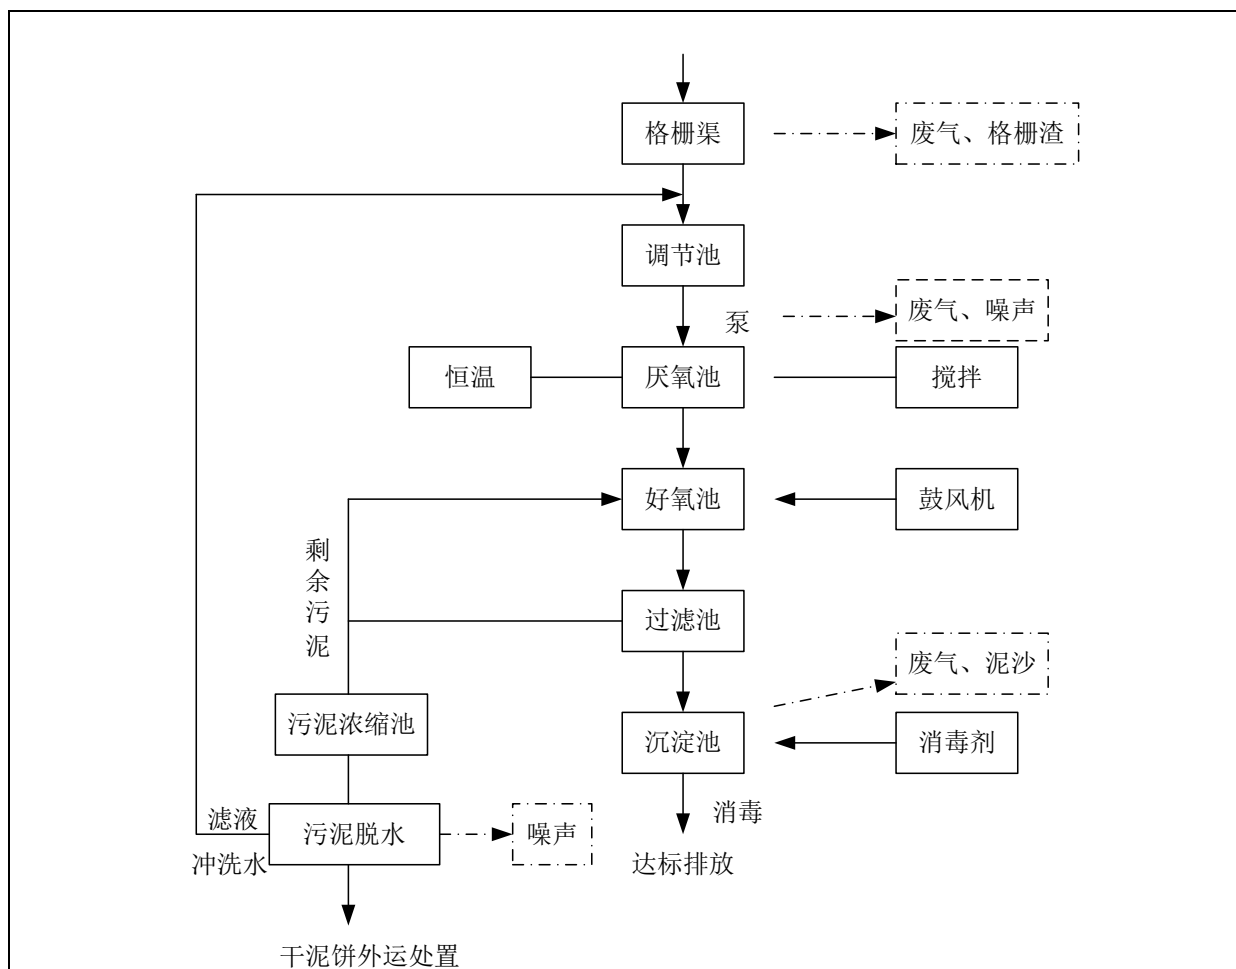 格栅渠
废气、格栅渣
调节池
泵
废气、噪声
恒温
厌氧池
搅拌
好氧池
鼓风机
剩余污泥
过滤池
废气、泥沙
污泥浓缩池
沉淀池
消毒剂
滤液
冲洗水
污泥脱水
噪声
消毒
达标排放
干泥饼外运处置